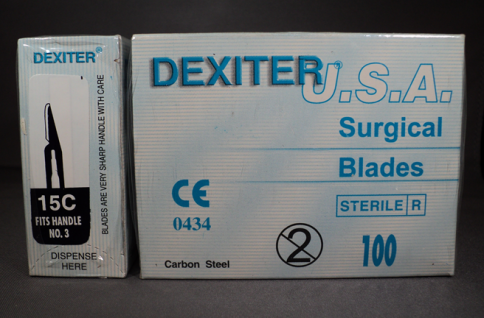 DEXITER®
BLADES ARE VERY SHARP HANDLE WITH CARE
15C
FITS HANDLE
NO. 3
DISPENSE
HERE
DEXITER®
U.S.A.
Surgical
Blades
STERILE R
CE
0434
2
100
Carbon Steel